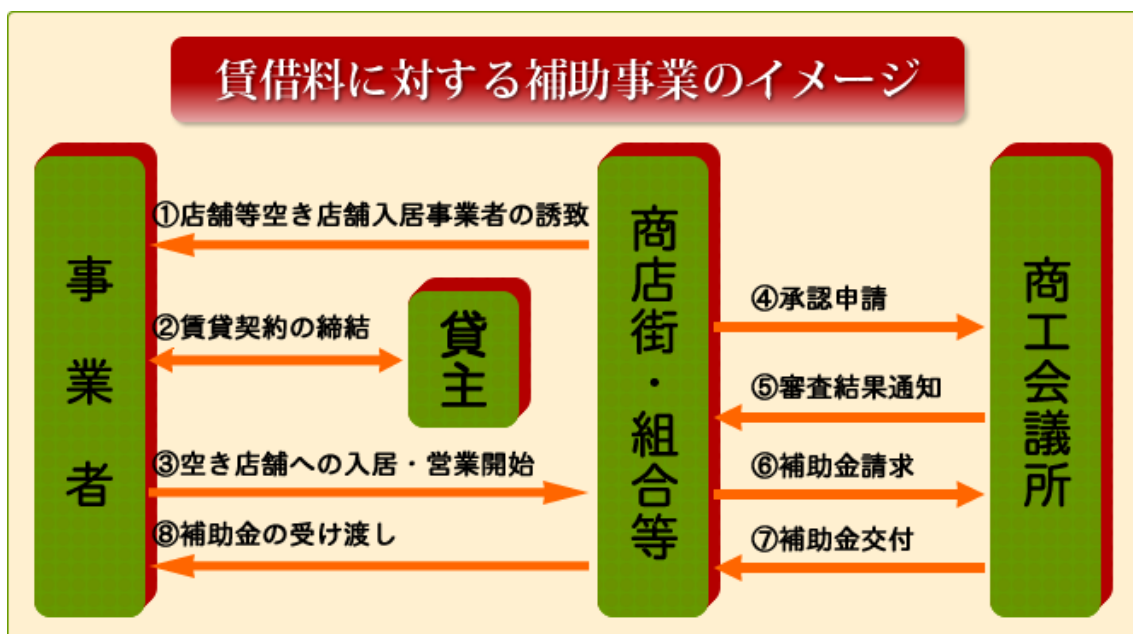 賃借料に対する補助事業のイメージ
事業者
①店舗等空き店舗入居事業者の誘致
②賃貸契約の締結
貸主
③空き店舗への入居・営業開始
⑧補助金の受け渡し
商店街・組合等
④承認申請
⑤審査結果通知
⑥補助金請求
⑦補助金交付
商工会議所